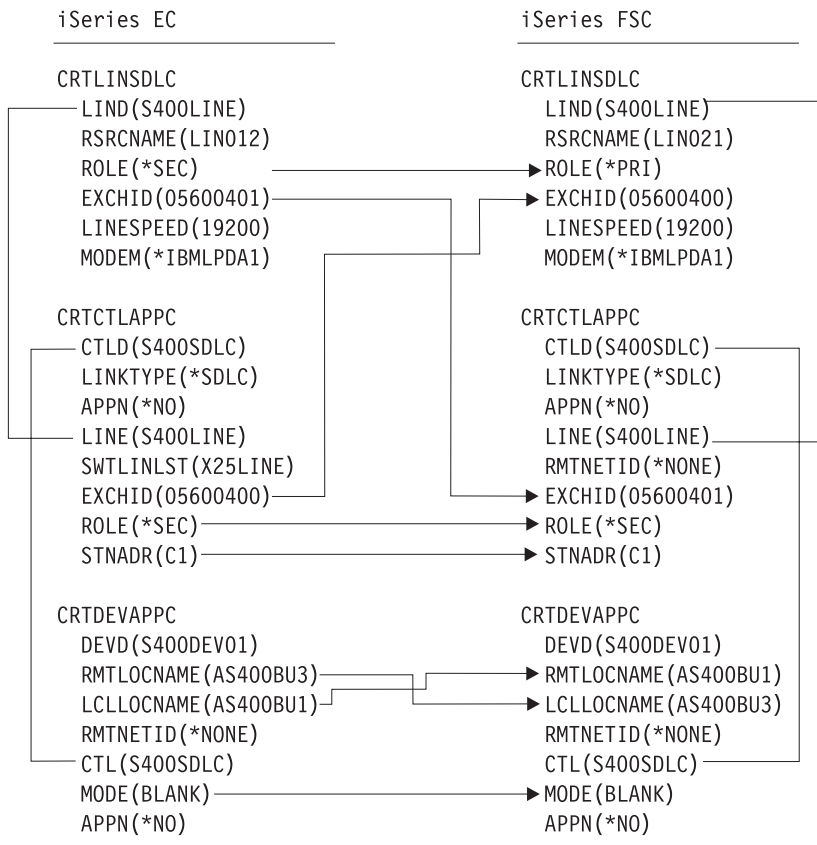 iSeries EC
CRTLINSDLC
LIND(S400LINE)
RSRCNAME(LIN012)
ROLE(*SEC)
EXCHID(05600401)
LINESPEED(19200)
MODEM(*IBMLPDA1)
CRTCTLAPPC
CTLD(S400SDLC)
LINKTYPE(*SDLC)
APPN(*NO)
LINE(S400LINE)
SWTLINLST(X25LINE)
EXCHID(05600400)
ROLE(*SEC)
STNADR(C1)
CRTDEVAPPC
DEVD(S400DEV01)
RMTLOCNAME(AS400BU3)
LCLLOCNAME(AS400BU1)
RMTNETID(*NONE)
CTL(S400SDLC)
MODE(BLANK)
APPN(*NO)
iSeries FSC
CRTLINSDLC
LIND(S400LINE)
RSRCNAME(LIN021)
ROLE(*PRI)
EXCHID(05600400)
LINESPEED(19200)
MODEM(*IBMLPDA1)
CRTCTLAPPC
CTLD(S400SDLC)
LINKTYPE(*SDLC)
APPN(*NO)
LINE(S400LINE)
RMTNETID(*NONE)
EXCHID(05600401)
ROLE(*SEC)
STNADR(C1)
CRTDEVAPPC
DEVD(S400DEV01)
RMTLOCNAME(AS400BU1)
LCLLOCNAME(AS400BU3)
RMTNETID(*NONE)
CTL(S400SDLC)
MODE(BLANK)
APPN(*NO)